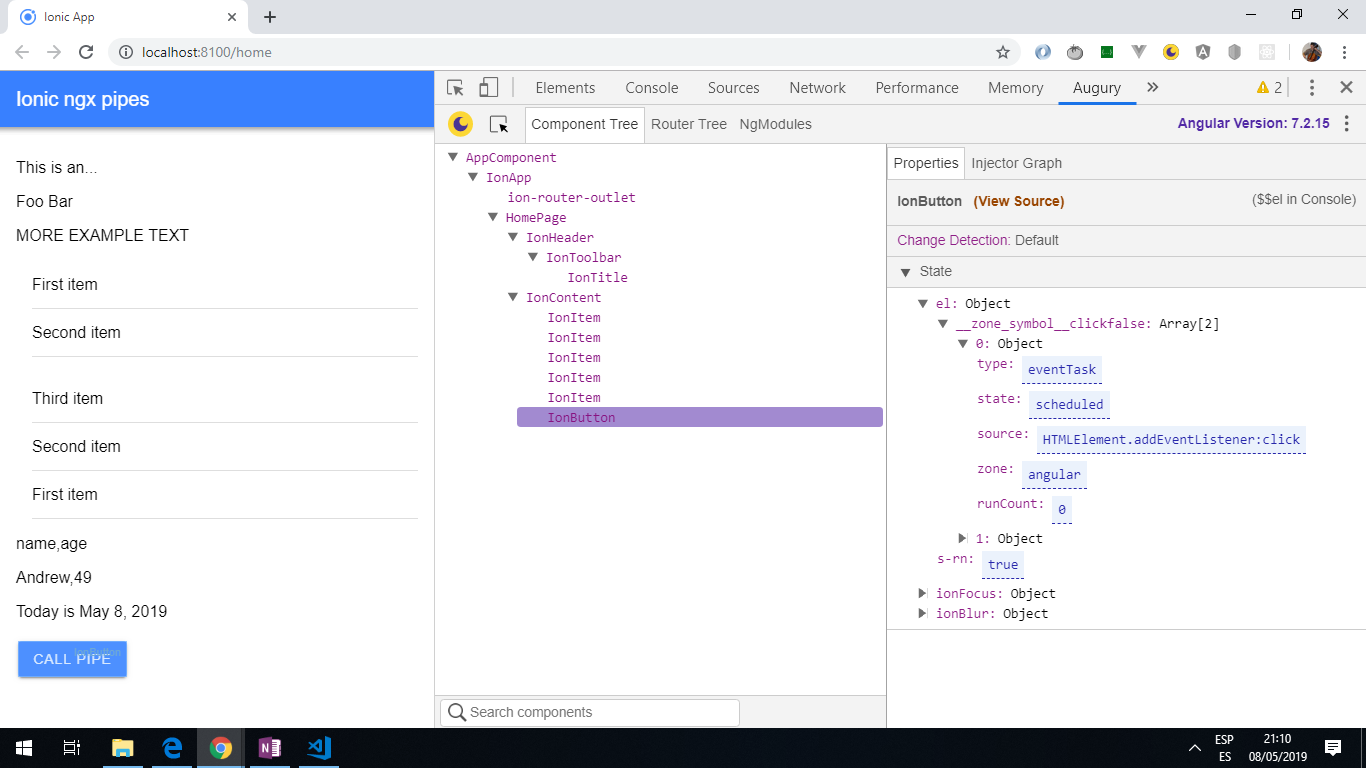 Ionic App
localhost:8100/home
Ionic ngx pipes
This is an...
Foo Bar
MORE EXAMPLE TEXT
First item
Second item
Third item
Second item
First item
name,age
Andrew,49
Today is May 8, 2019
CALL PIPE
IonButton
Elements Console Sources Network Performance Memory Augury » 2
Component Tree Router Tree NgModules
Angular Version: 7.2.15
AppComponent
IonApp
ion-router-outlet
HomePage
IonHeader
IonToolbar
IonTitle
IonContent
IonItem
IonItem
IonItem
IonItem
IonItem
IonButton
Search components
Properties Injector Graph
IonButton (View Source) ($$el in Console)
Change Detection: Default
State
el: Object
__zone_symbol__clickfalse: Array[2]
0: Object
type: eventTask
state: scheduled
source: HTMLElement.addEventListener:click
zone: angular
runCount: 0
1: Object
s-rn: true
ionFocus: Object
ionBlur: Object
ESP
ES
21:10
08/05/2019